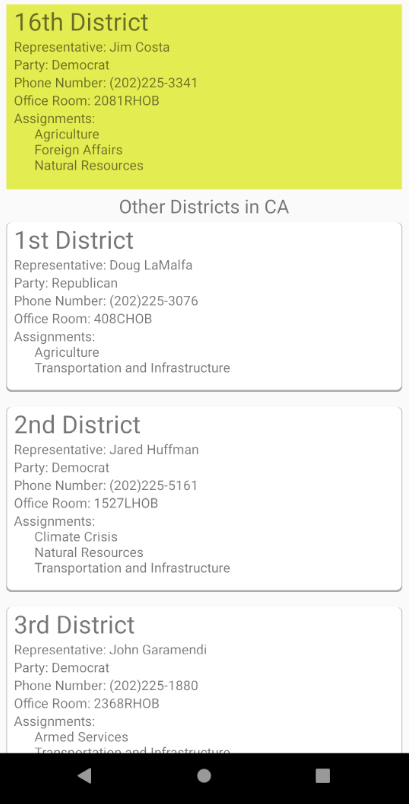 16th District
Representative: Jim Costa
Party: Democrat
Phone Number: (202)225-3341
Office Room: 2081RHOB
Assignments:
Agriculture
Foreign Affairs
Natural Resources
Other Districts in CA
1st District
Representative: Doug LaMalfa
Party: Republican
Phone Number: (202)225-3076
Office Room: 408CHOB
Assignments:
Agriculture
Transportation and Infrastructure
2nd District
Representative: Jared Huffman
Party: Democrat
Phone Number: (202)225-5161
Office Room: 1527LHOB
Assignments:
Climate Crisis
Natural Resources
Transportation and Infrastructure
3rd District
Representative: John Garamendi
Party: Democrat
Phone Number: (202)225-1880
Office Room: 2368RHOB
Assignments:
Armed Services
Transportation and Infrastructure